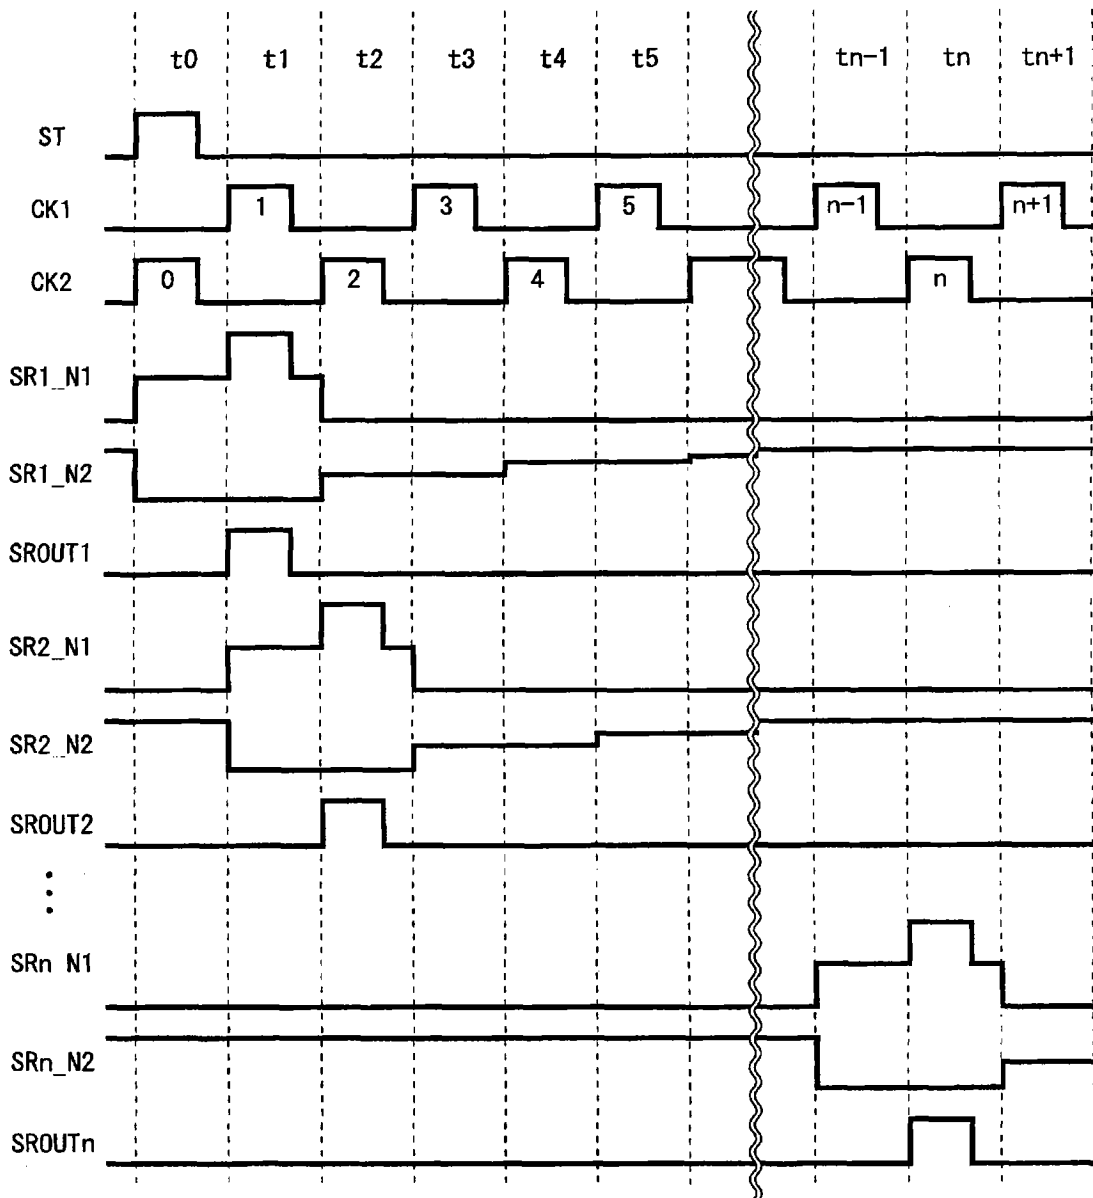 t0 t1 t2 t3 t4 t5 tn-1 tn tn+1
ST
CK1 1 3 5 n-1 n+1
CK2 0 2 4 n
SR1_N1
SR1_N2
SROUT1
SR2_N1
SR2_N2
SROUT2
⋮
SRn N1
SRn_N2
SROUTn